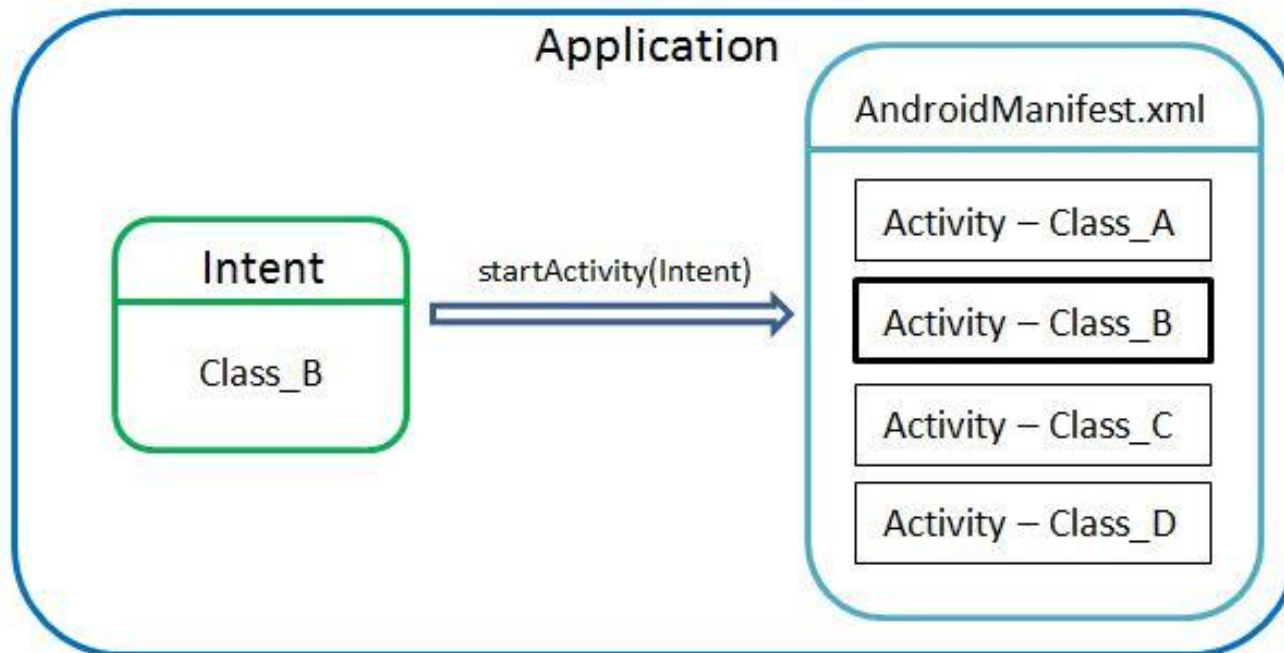 Application
Intent
Class_B
startActivity(Intent)
AndroidManifest.xml
Activity – Class_A
Activity – Class_B
Activity – Class_C
Activity – Class_D